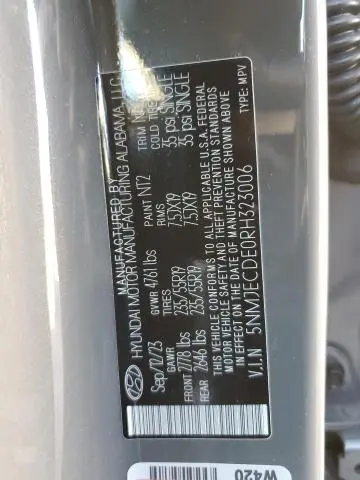 MANUFACTURED BY
HYUNDAI MOTOR MANUFACTURING ALABAMA, LLC
Sep/12/23 PAINT NT2 TRIM
GVWR 4761 lbs
GAWR TIRES RIMS COLD TIRE
FRONT 2778 lbs 235/55R19 7.5JX19 35 psi SINGLE
REAR 2646 lbs 235/55R19 7.5JX19 35 psi SINGLE
THIS VEHICLE CONFORMS TO ALL APPLICABLE U.S.A. FEDERAL
MOTOR VEHICLE SAFETY AND THEFT PREVENTION STANDARDS
IN EFFECT ON THE DATE OF MANUFACTURE SHOWN ABOVE.
V.I.N 5NMJECDE0RH323006 TYPE: MPV
W420